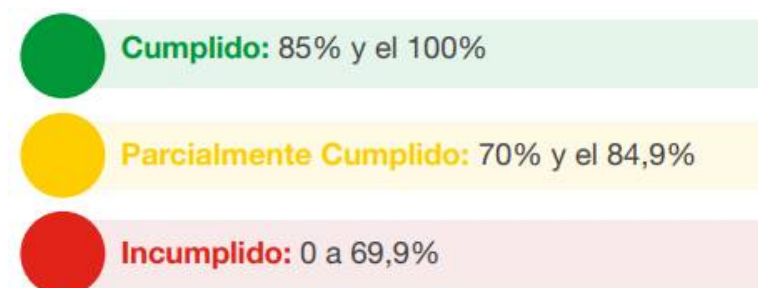 Cumplido: 85% y el 100%
Parcialmente Cumplido: 70% y el 84,9%
Incumplido: 0 a 69,9%